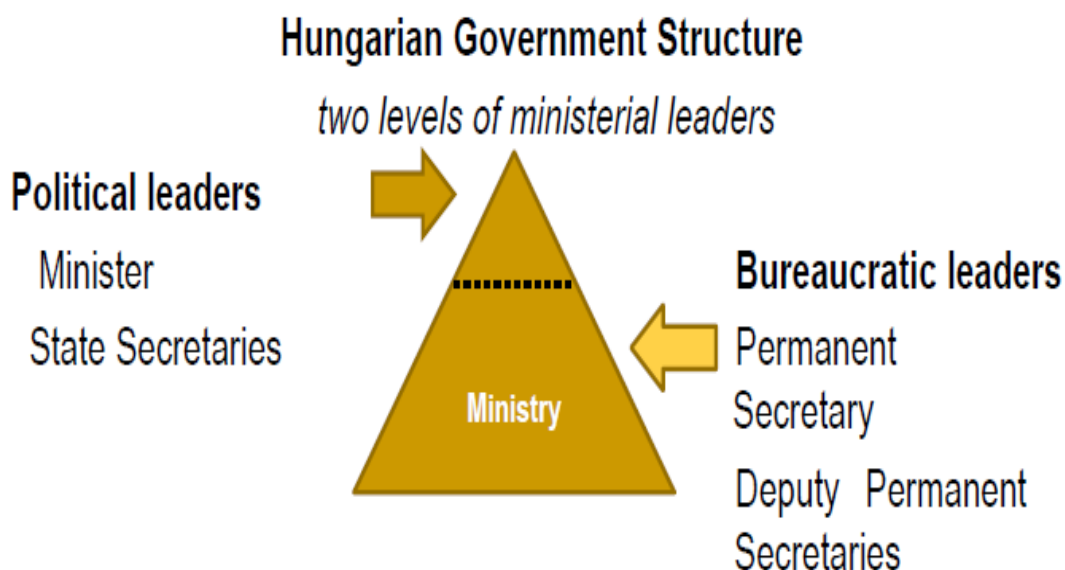 Hungarian Government Structure
two levels of ministerial leaders
Political leaders
Minister
State Secretaries
Ministry
Bureaucratic leaders
Permanent
Secretary
Deputy Permanent
Secretaries